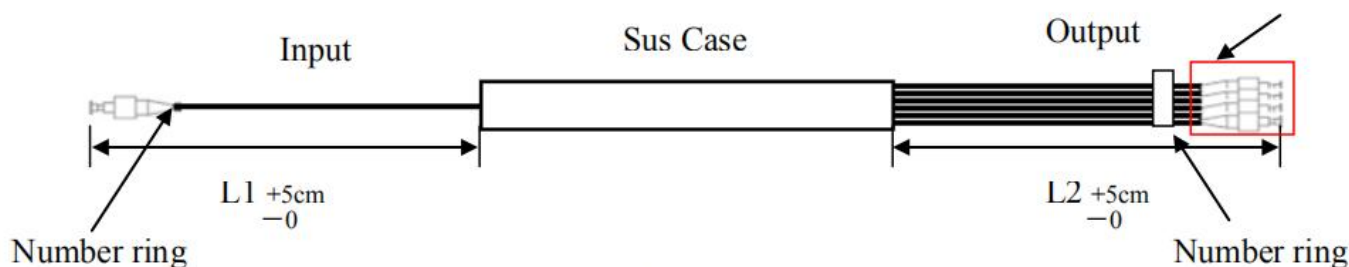 Input
Sus Case
Output
L1 +5cm
−0
L2 +5cm
−0
Number ring
Number ring